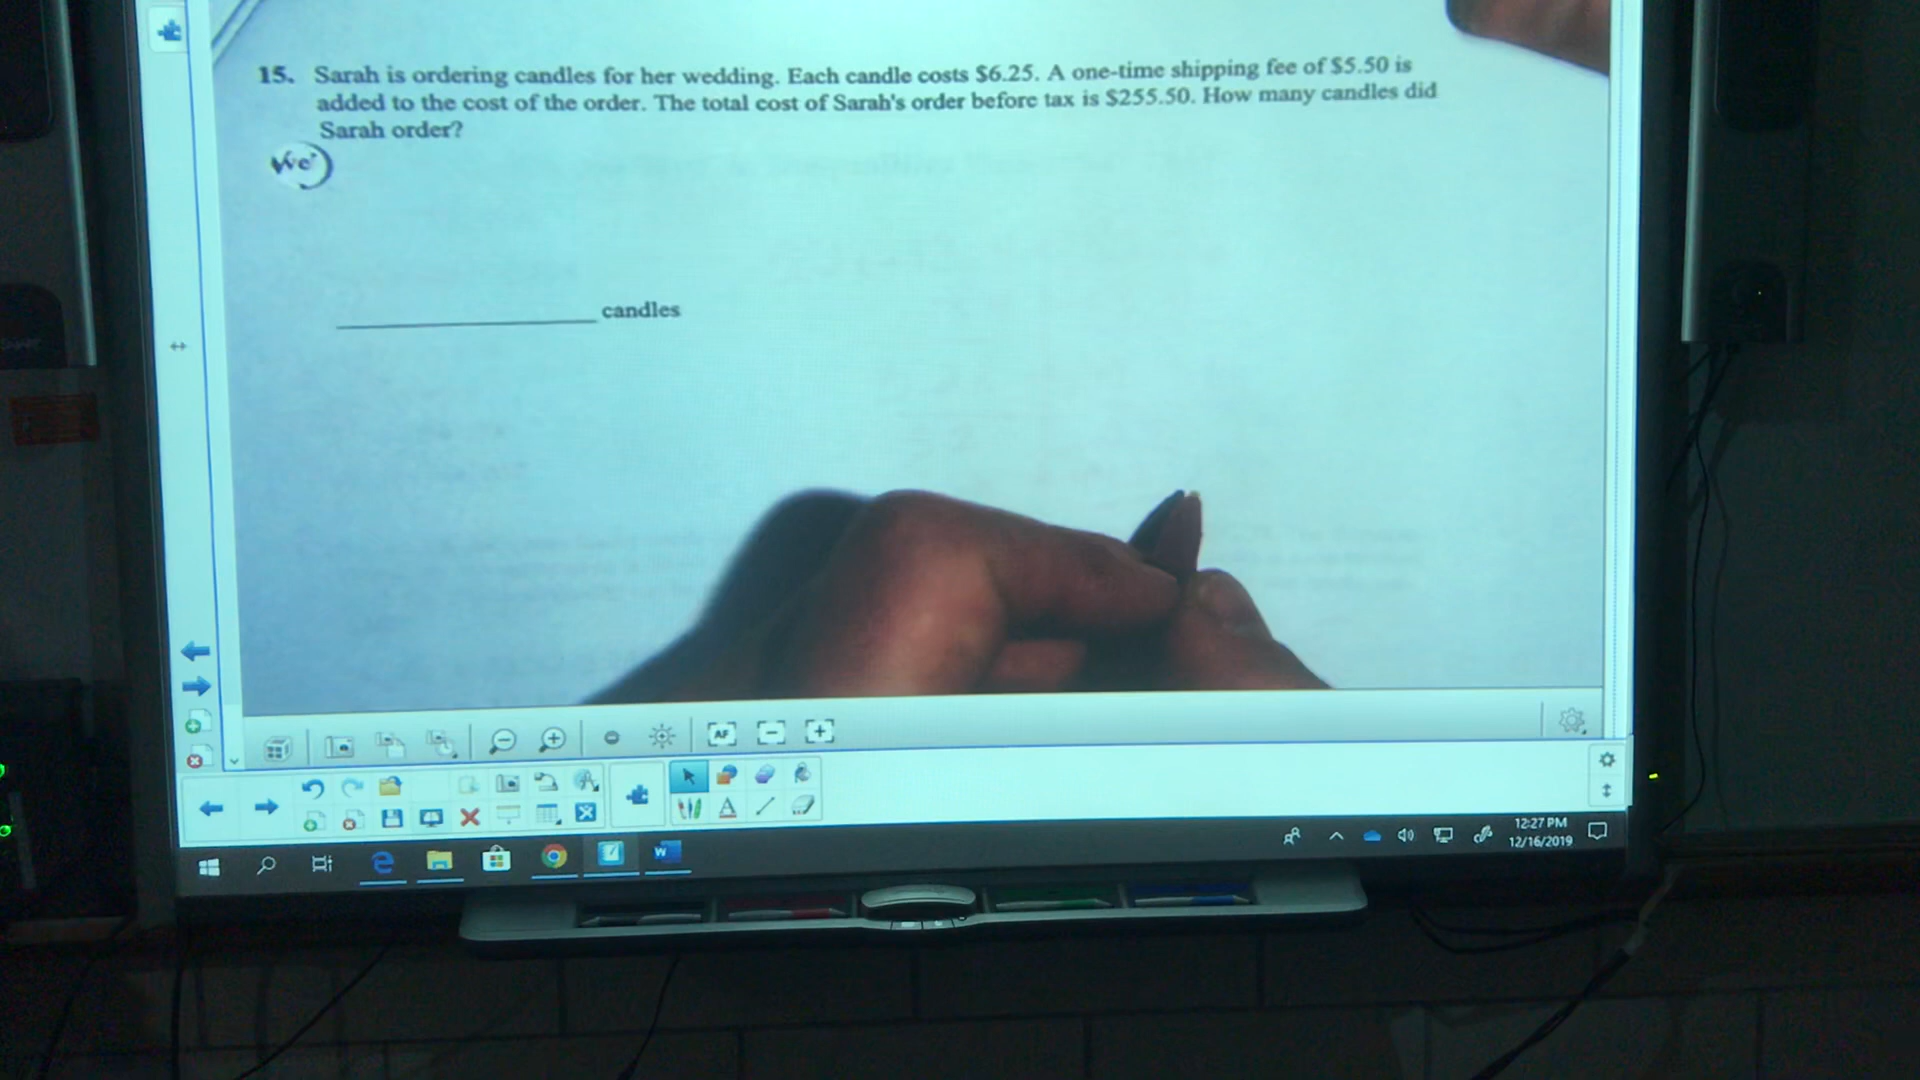 15. Sarah is ordering candles for her wedding. Each candle costs $6.25. A one-time shipping fee of $5.50 is
added to the cost of the order. The total cost of Sarah's order before tax is $255.50. How many candles did
Sarah order?
We
candles
AF
A
W
12:27 PM
12/16/2019